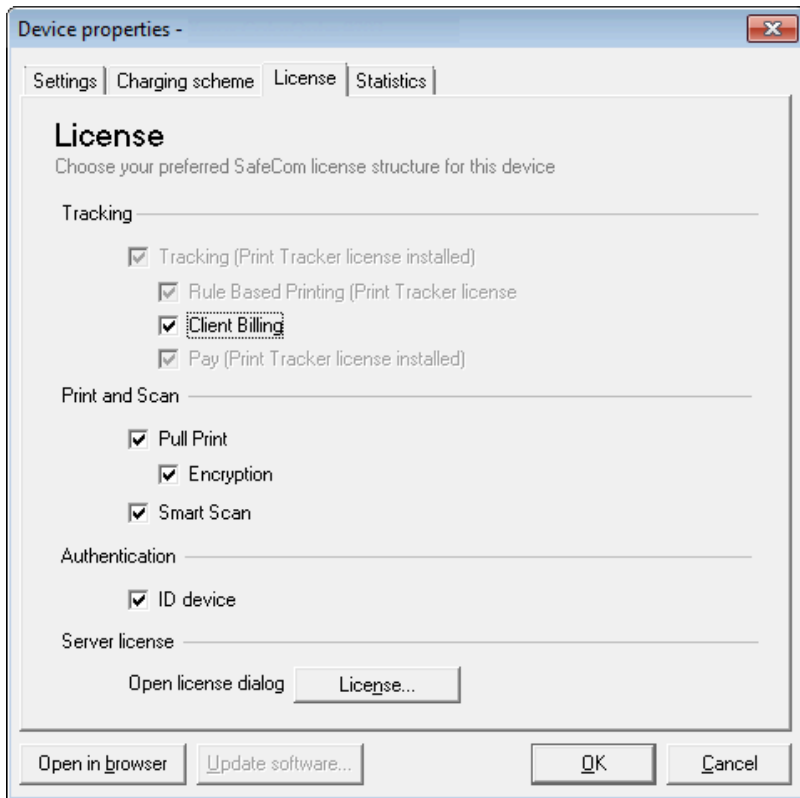 Device properties -
Settings Charging scheme License Statistics
License
Choose your preferred SafeCom license structure for this device
Tracking
Tracking (Print Tracker license installed)
Rule Based Printing (Print Tracker license
Client Billing
Pay (Print Tracker license installed)
Print and Scan
Pull Print
Encryption
Smart Scan
Authentication
ID device
Server license
Open license dialog License...
Open in browser Update software... OK Cancel